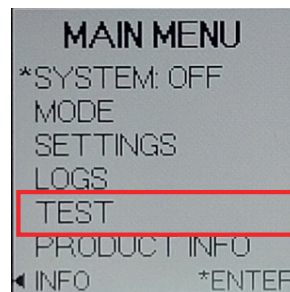 MAIN MENU
*SYSTEM: OFF
MODE
SETTINGS
LOGS
TEST
PRODUCT INFO
◀ INFO *ENTER